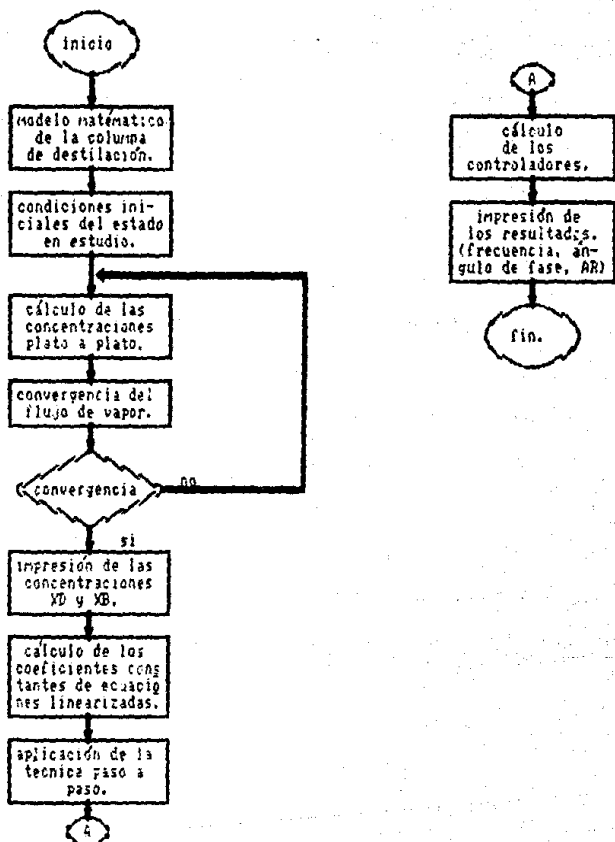 inicio
modelo matématico
de la columna
de destilación.
condiciones ini-
ciales del estado
en estudio.
cálculo de las
concentraciones
plato a plato.
convergencia del
flujo de vapor.
convergencia
no
si
impresión de las
concentraciones
XD y XB.
cálculo de los
coeficientes cons
tantes de ecuacio
nes linearizadas.
aplicación de la
tecnica paso a
paso.
A
A
cálculo
de los
controladores.
impresión de
los resultados.
(frecuencia, án-
gulo de fase, AR)
fin.